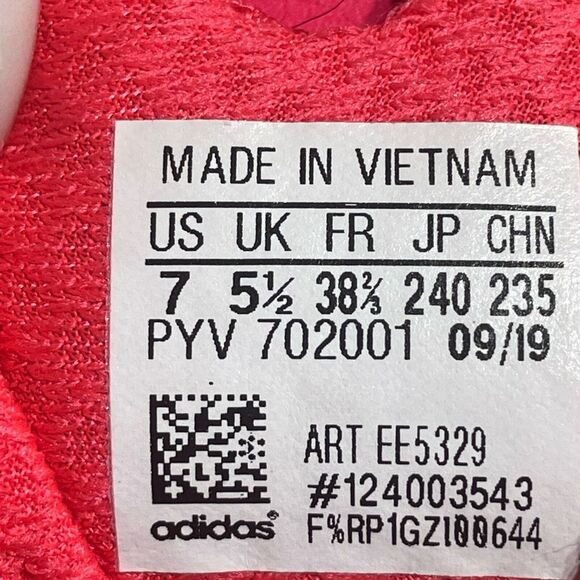 MADE IN VIETNAM
US UK FR JP CHN
7 5½ 38⅔ 240 235
PYV 702001 09/19
ART EE5329
#124003543
adidas® F%RP1GZI00644